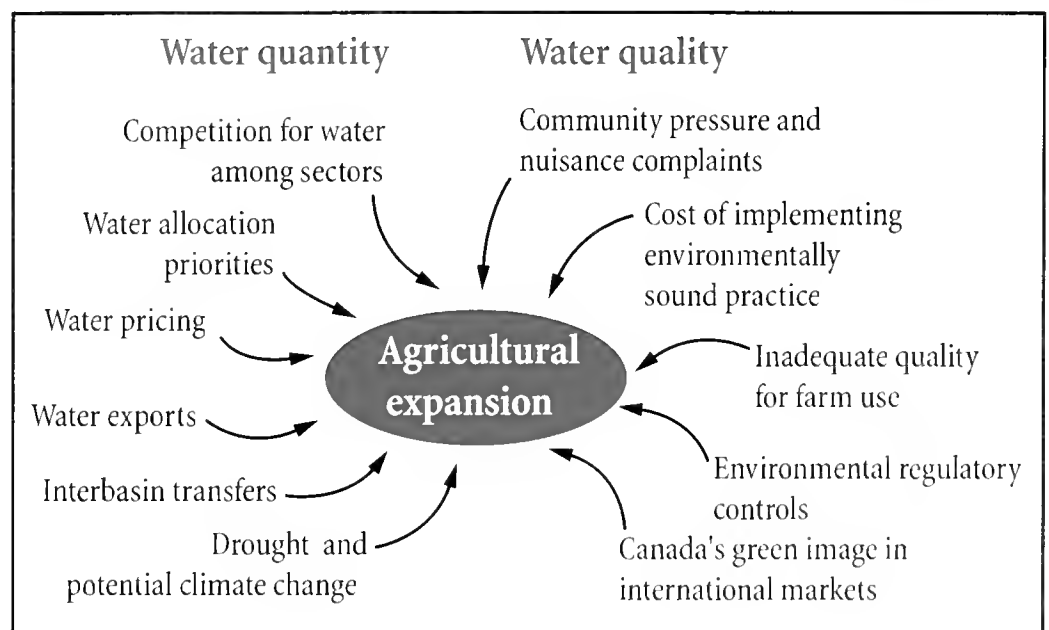 Water quantity
Water quality
Competition for water
among sectors
Water allocation
priorities
Water pricing
Water exports
Interbasin transfers
Drought and
potential climate change
Community pressure and
nuisance complaints
Cost of implementing
environmentally
sound practice
Inadequate quality
for farm use
Environmental regulatory
controls
Canada's green image in
international markets
Agricultural
expansion